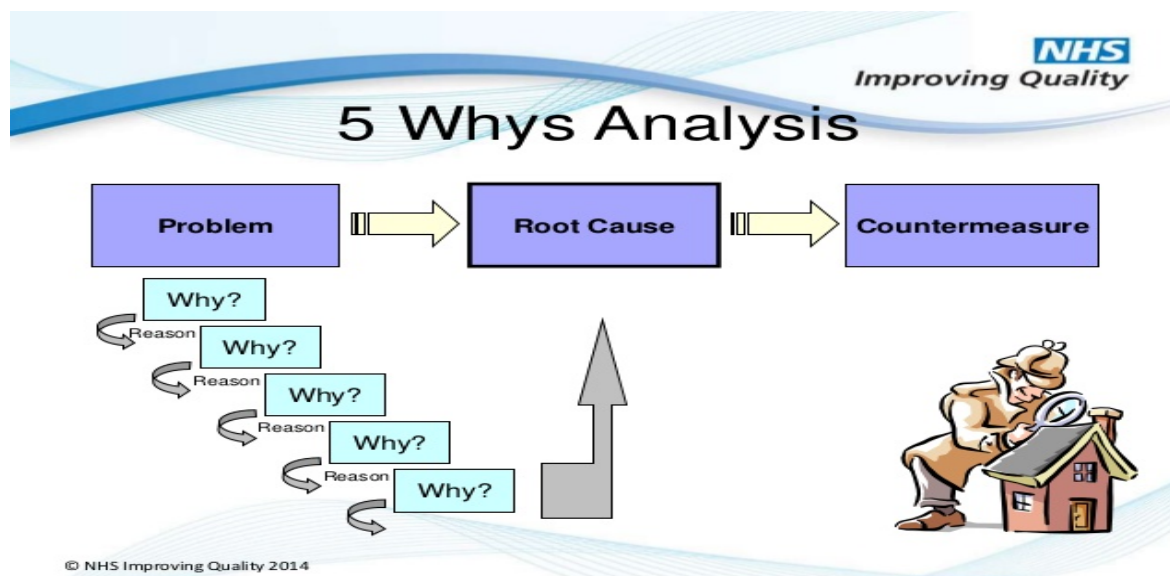 NHS
Improving Quality
5 Whys Analysis
Problem
Root Cause
Countermeasure
Why?
Reason
Why?
Reason
Why?
Reason
Why?
Reason
Why?
© NHS Improving Quality 2014